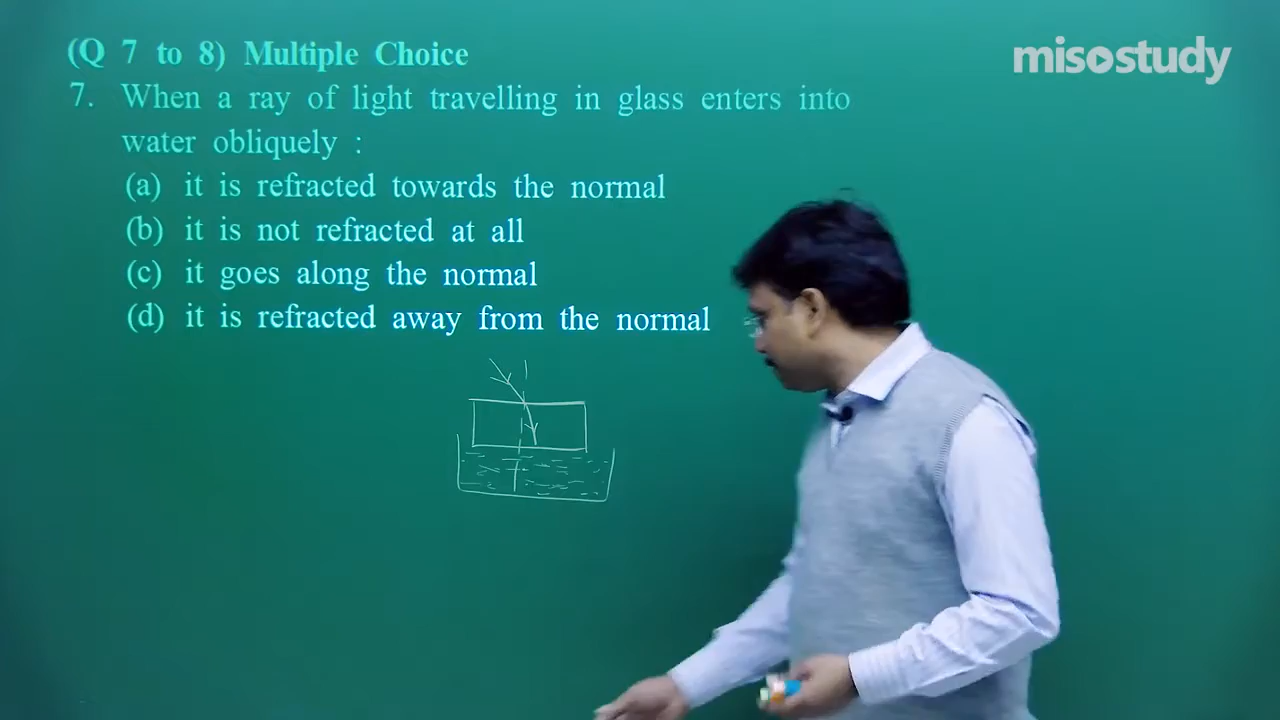 (Q 7 to 8) Multiple Choice
misostudy
7. When a ray of light travelling in glass enters into
water obliquely :
(a) it is refracted towards the normal
(b) it is not refracted at all
(c) it goes along the normal
(d) it is refracted away from the normal